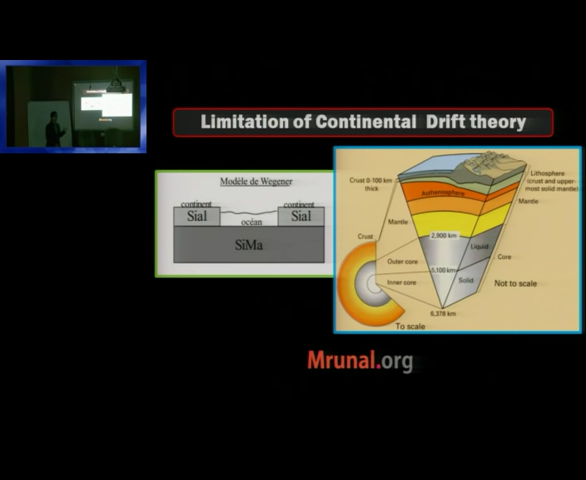 Limitation of Continental Drift theory
Modèle de Wegener
continent
continent
Sial
océan
Sial
SiMa
Crust 0-100 km
thick
Lithosphere
(crust and upper-
most solid mantle)
Asthenosphere
Mantle
Mantle
Crust
2,900 km
Liquid
Outer core
Core
5,100 km
Inner core
Solid
Not to scale
6,378 km
To scale
Mrunal.org